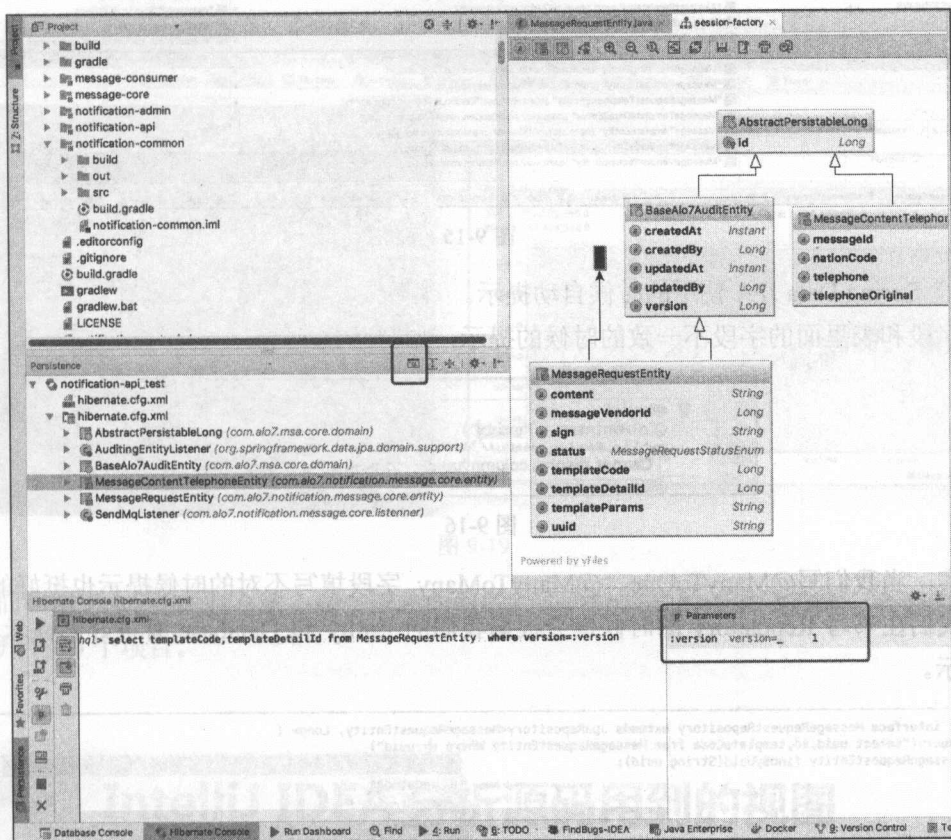 Project
MessageRequestEntity.java
session-factory
Project
Z: Structure
build
gradle
message-consumer
message-core
notification-admin
notification-api
notification-common
build
out
src
build.gradle
notification-common.iml
.editorconfig
.gitignore
build.gradle
gradlew
gradlew.bat
LICENSE
AbstractPersistableLong
id Long
BaseAlo7AuditEntity
createdAt Instant
createdBy Long
updatedAt Instant
updatedBy Long
version Long
MessageContentTelephor
messageId
nationCode
telephone
telephoneOriginal
MessageRequestEntity
content String
messageVendorId Long
sign String
status MessageRequestStatusEnum
templateCode Long
templateDetailId Long
templateParams String
uuid String
Powered by yFiles
Persistence
notification-api_test
hibernate.cfg.xml
hibernate.cfg.xml
AbstractPersistableLong (com.alo7.msa.core.domain)
AuditingEntityListener (org.springframework.data.jpa.domain.support)
BaseAlo7AuditEntity (com.alo7.msa.core.domain)
MessageContentTelephoneEntity (com.alo7.notification.message.core.entity)
MessageRequestEntity (com.alo7.notification.message.core.entity)
SendMqListener (com.alo7.notification.message.core.listenner)
Hibernate Console hibernate.cfg.xml
hibernate.cfg.xml
hql> select templateCode,templateDetailId from MessageRequestEntity where version=:version
Parameters
:version version=_ 1
Web
Favorites
Persistence
Database Console
Hibernate Console
Run Dashboard
Find
4: Run
6: TODO
FindBugs-IDEA
Java Enterprise
Docker
9: Version Control